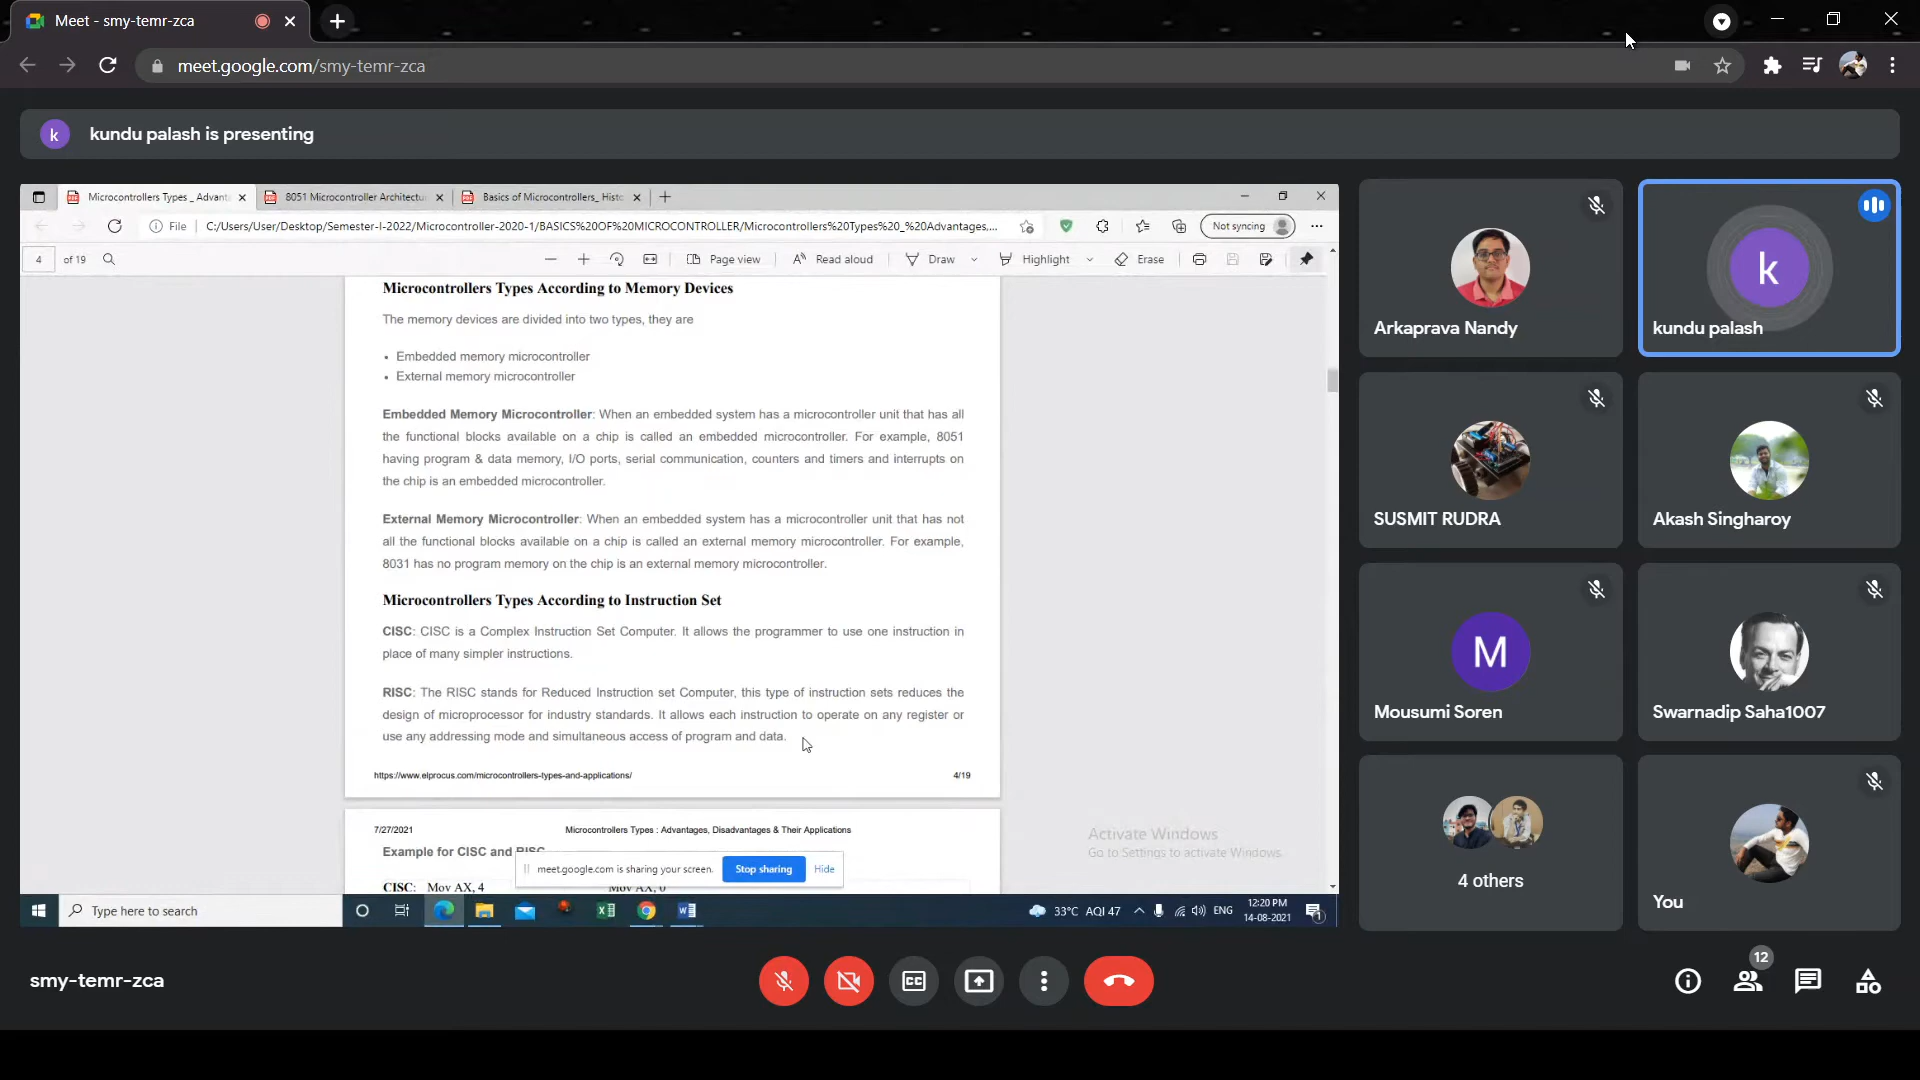 Meet - smy-temr-zca
meet.google.com/smy-temr-zca
k kundu palash is presenting
Microcontrollers Types _ Advanta
8051 Microcontroller Architectu
Basics of Microcontrollers_ Histo
File C:/Users/User/Desktop/Semester-I-2022/Microcontroller-2020-1/BASICS%20OF%20MICROCONTROLLER/Microcontrollers%20Types%20_%20Advantages,... Not syncing
4 of 19 Page view Read aloud Draw Highlight Erase
Microcontrollers Types According to Memory Devices
The memory devices are divided into two types, they are
• Embedded memory microcontroller
• External memory microcontroller
Embedded Memory Microcontroller: When an embedded system has a microcontroller unit that has all
the functional blocks available on a chip is called an embedded microcontroller. For example, 8051
having program & data memory, I/O ports, serial communication, counters and timers and interrupts on
the chip is an embedded microcontroller.
External Memory Microcontroller: When an embedded system has a microcontroller unit that has not
all the functional blocks available on a chip is called an external memory microcontroller. For example,
8031 has no program memory on the chip is an external memory microcontroller.
Microcontrollers Types According to Instruction Set
CISC: CISC is a Complex Instruction Set Computer. It allows the programmer to use one instruction in
place of many simpler instructions.
RISC: The RISC stands for Reduced Instruction set Computer, this type of instruction sets reduces the
design of microprocessor for industry standards. It allows each instruction to operate on any register or
use any addressing mode and simultaneous access of program and data.
https://www.elprocus.com/microcontrollers-types-and-applications/ 4/19
7/27/2021 Microcontrollers Types : Advantages, Disadvantages & Their Applications
Example for CISC and RISC
CISC: Mov AX, 4 Mov AX, 0
meet.google.com is sharing your screen. Stop sharing Hide
Activate Windows
Go to Settings to activate Windows.
Type here to search
33°C AQI 47 ENG
12:20 PM
14-08-2021
1
Arkaprava Nandy
k
kundu palash
SUSMIT RUDRA
Akash Singharoy
M
Mousumi Soren
Swarnadip Saha1007
4 others
You
smy-temr-zca
CC
12